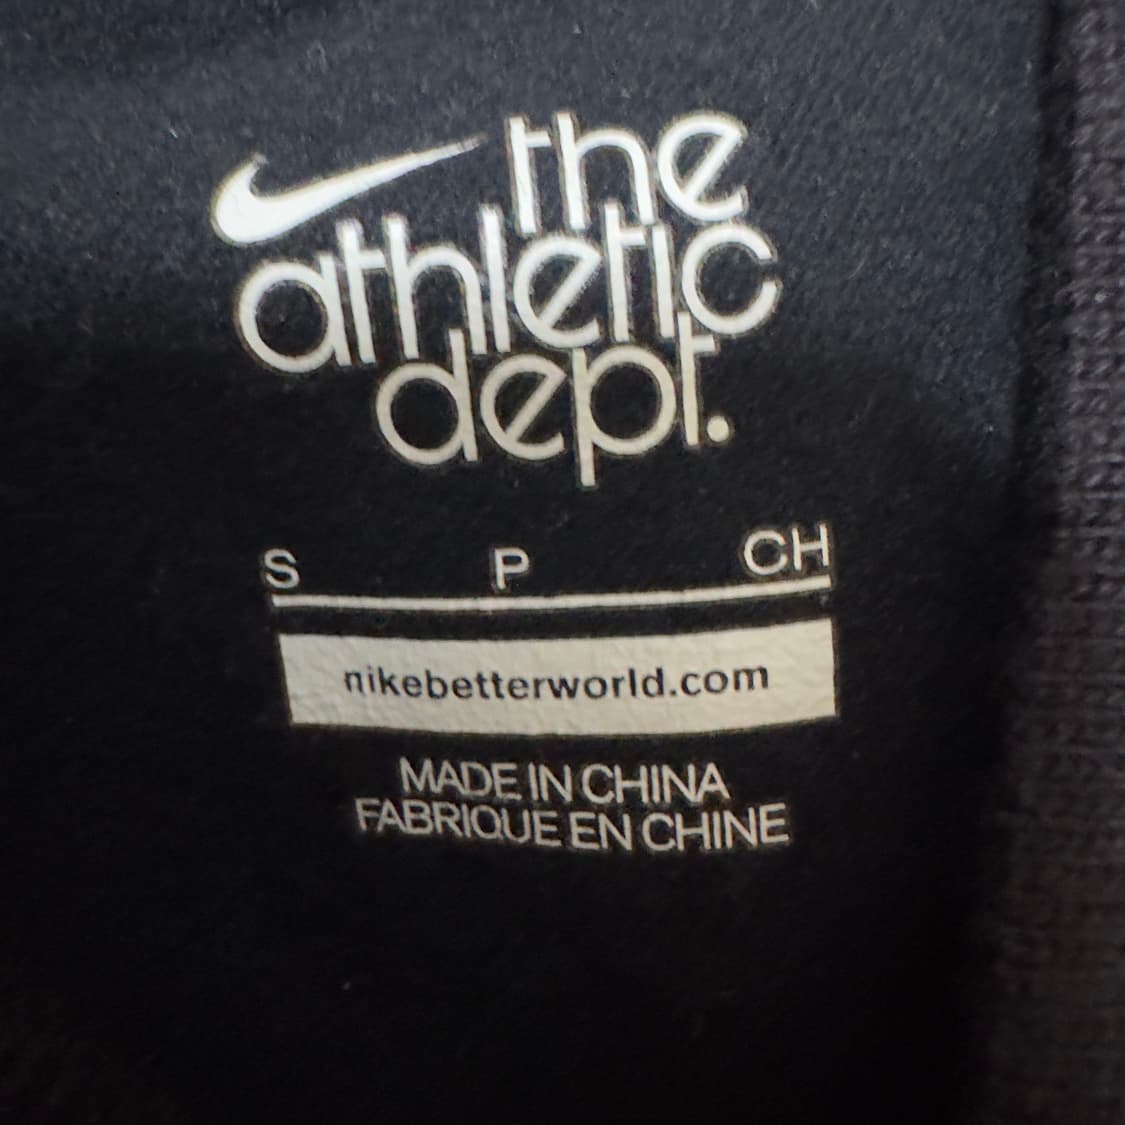 the
athletic
dept.
S P CH
nikebetterworld.com
MADE IN CHINA
FABRIQUE EN CHINE